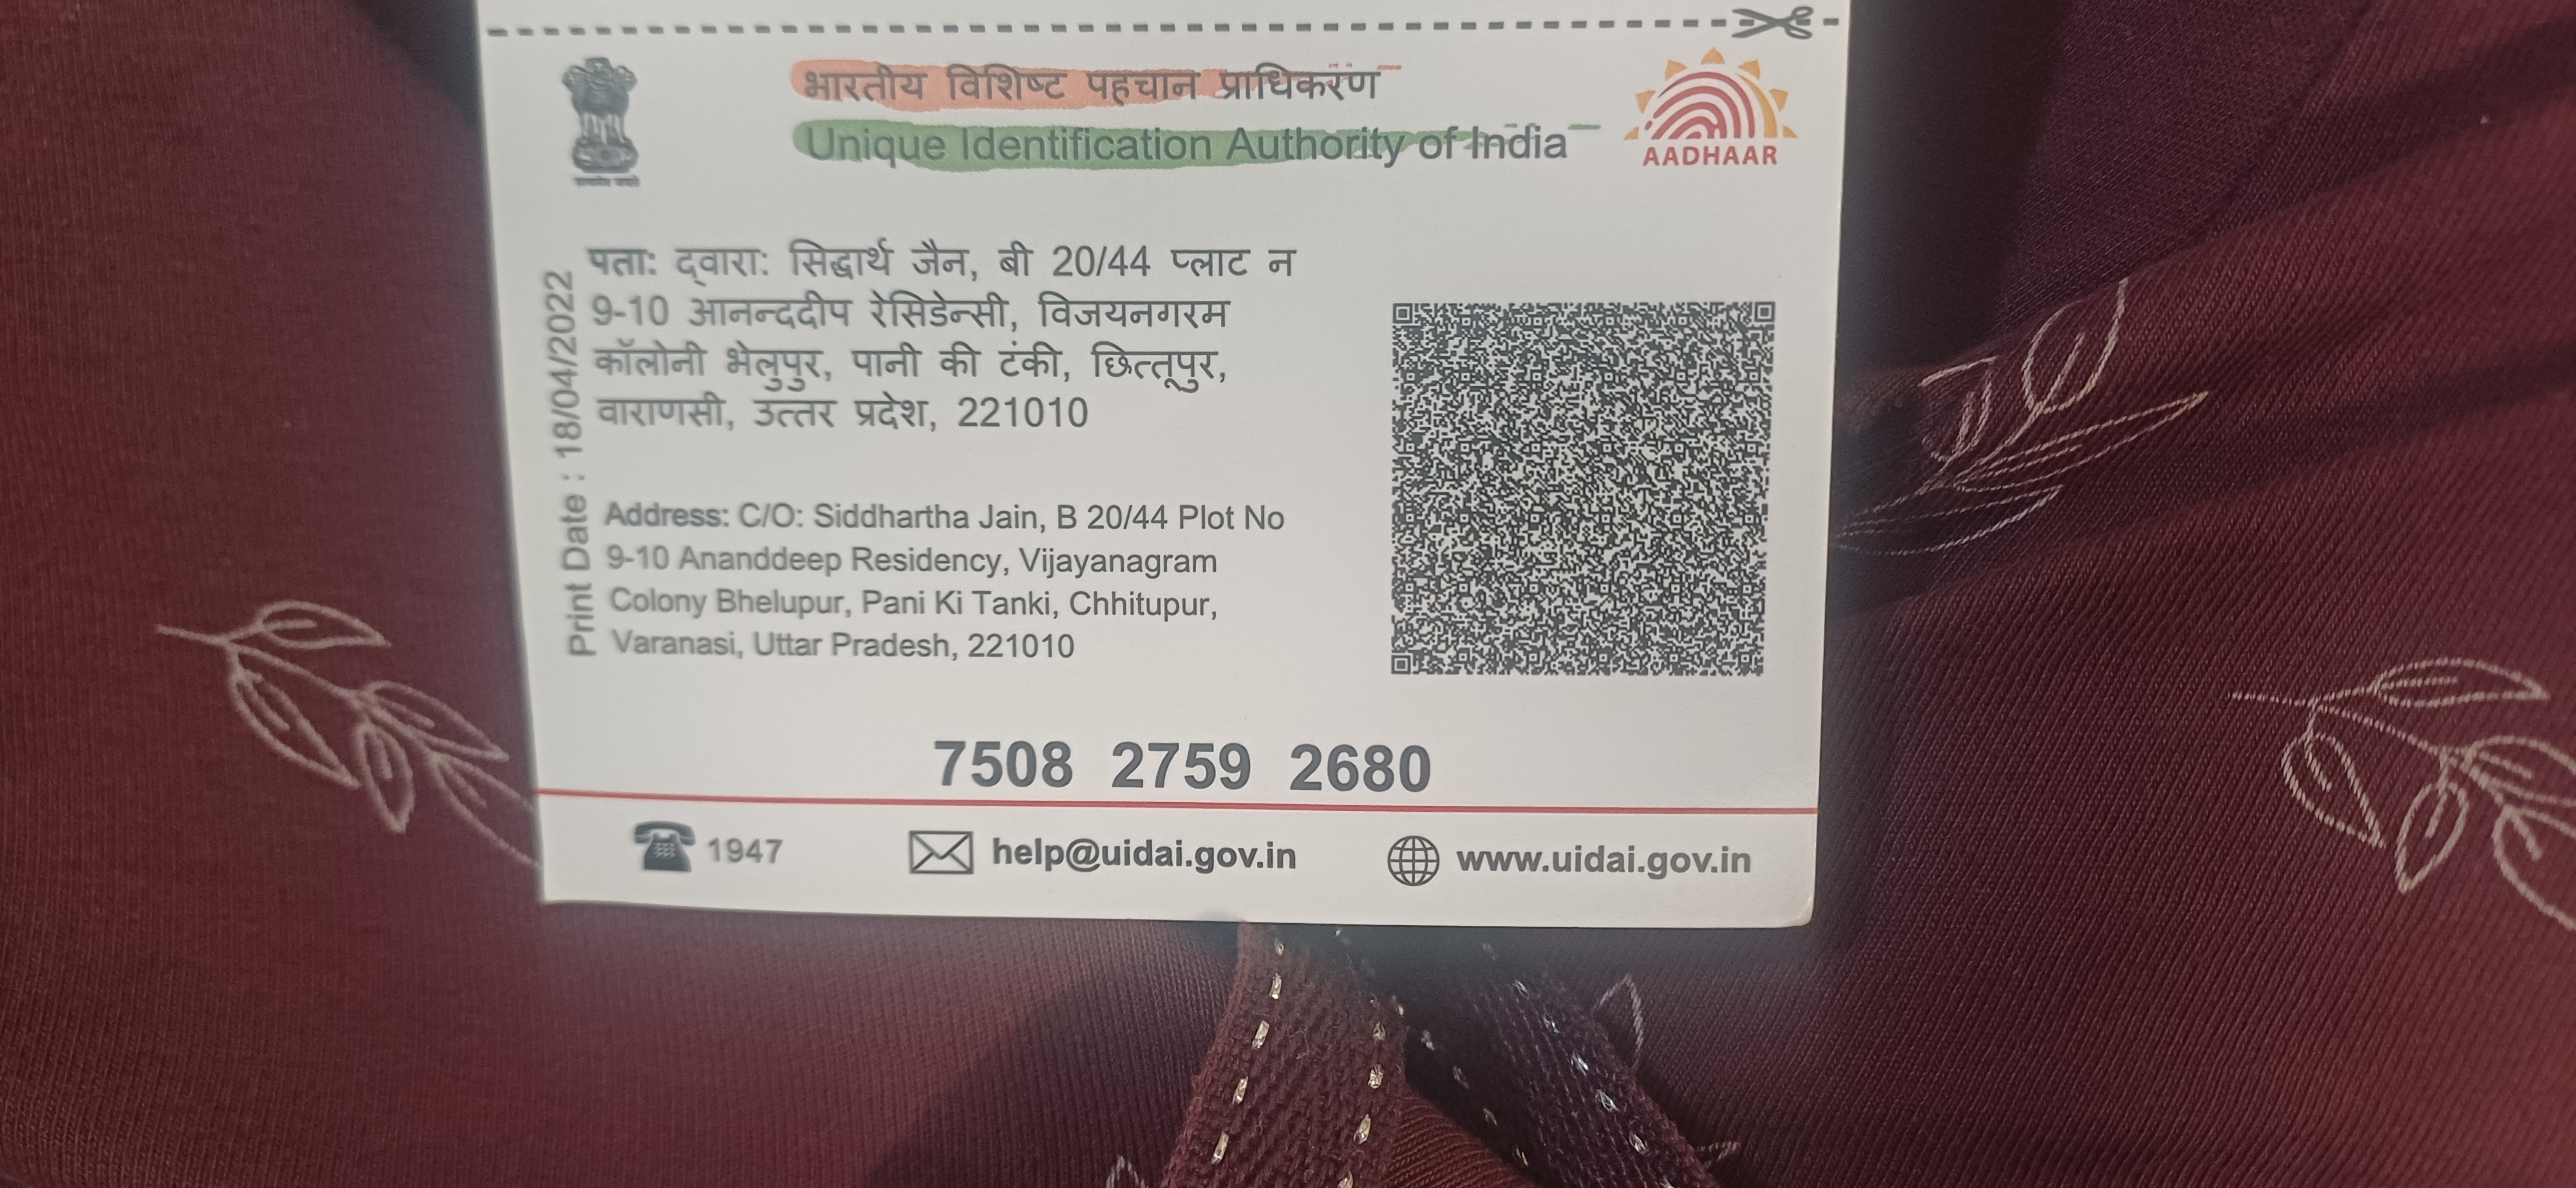 भारतीय विशिष्ट पहचान प्राधिकरण
Unique Identification Authority of India
AADHAAR
पता: द्वारा: सिद्धार्थ जैन, बी 20/44 प्लाट न
9-10 आनन्ददीप रेसिडेन्सी, विजयनगरम
कॉलोनी भेलुपुर, पानी की टंकी, छित्तूपुर,
वाराणसी, उत्तर प्रदेश, 221010
Print Date : 18/04/2022
Address: C/O: Siddhartha Jain, B 20/44 Plot No
9-10 Ananddeep Residency, Vijayanagram
Colony Bhelupur, Pani Ki Tanki, Chhitupur,
Varanasi, Uttar Pradesh, 221010
7508 2759 2680
1947 help@uidai.gov.in www.uidai.gov.in